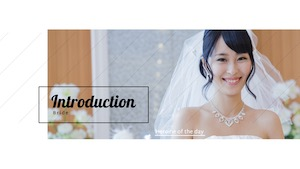 Introduction
Bride
Heroine of the day